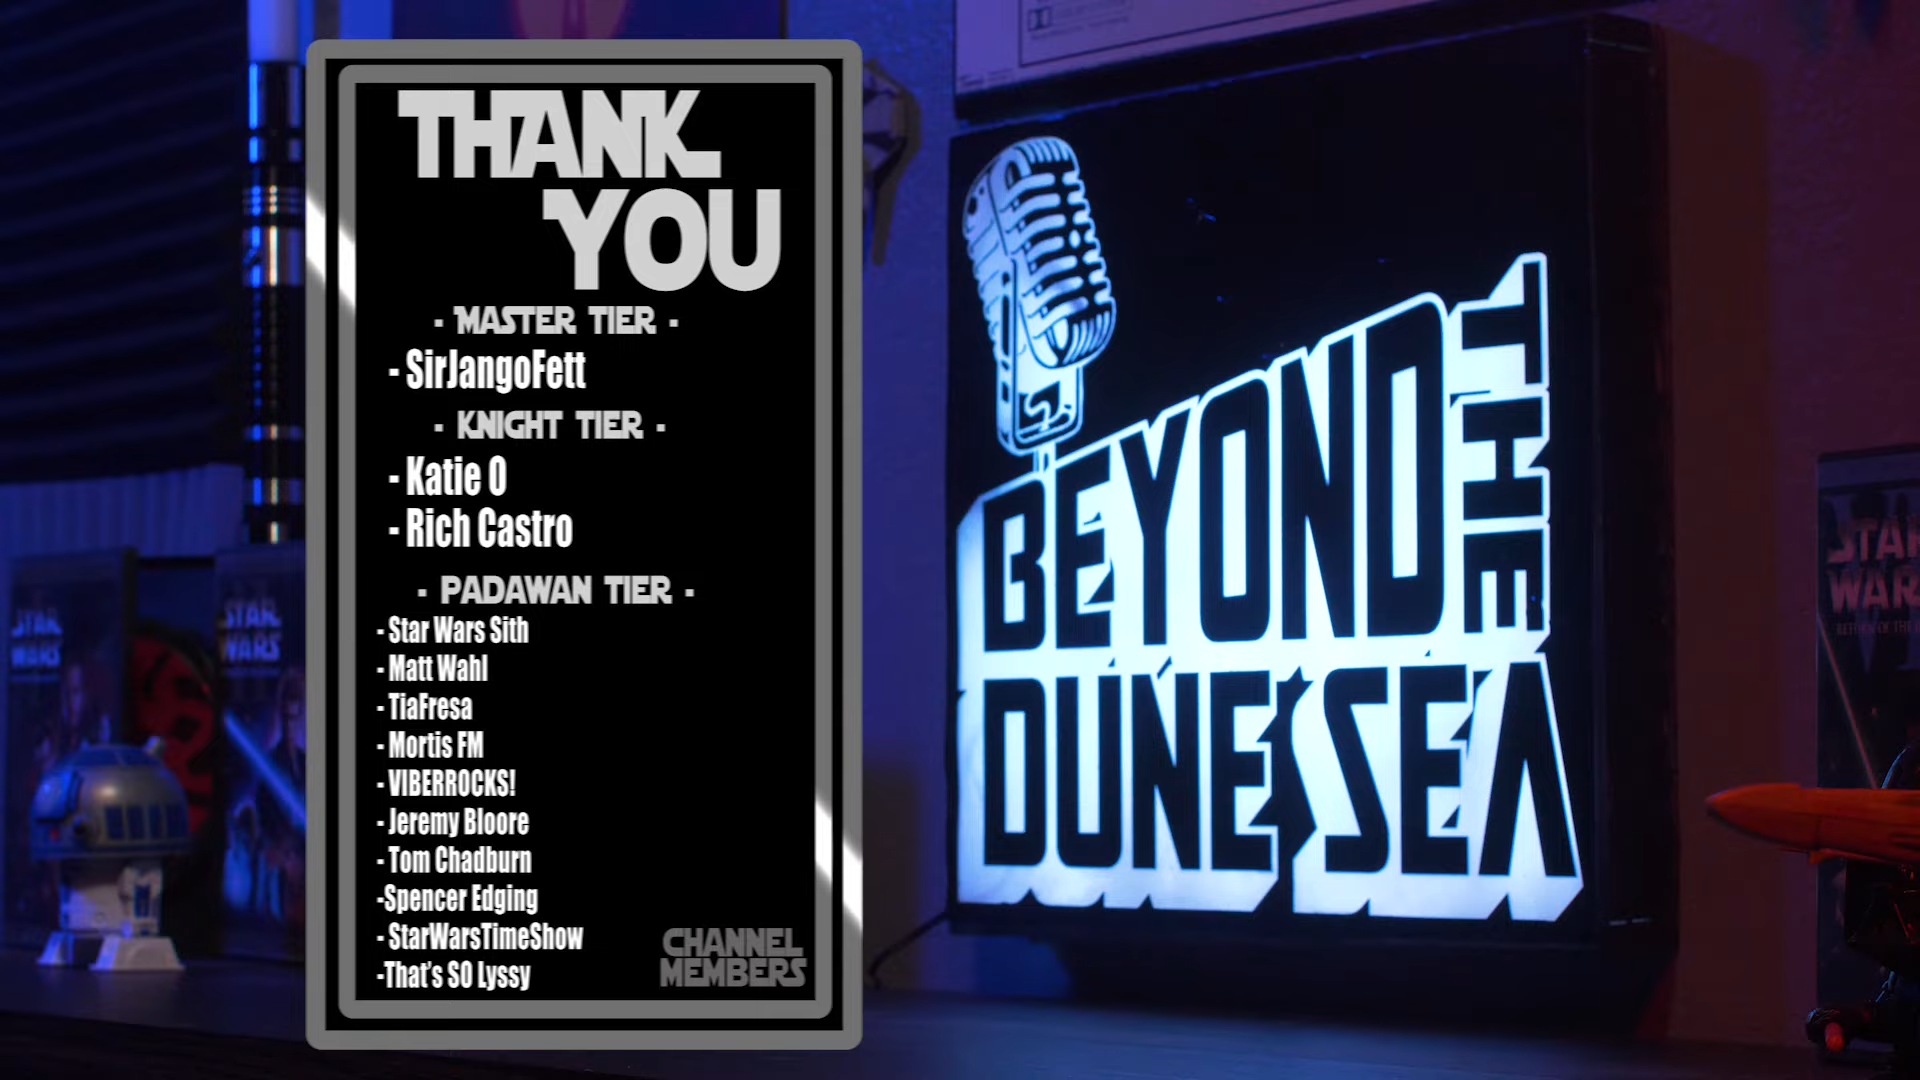 THANK
YOU
· MASTER TIER ·
- SirJangoFett
· KNIGHT TIER ·
- Katie O
- Rich Castro
· PADAWAN TIER ·
- Star Wars Sith
- Matt Wahl
- TiaFresa
- Mortis FM
- VIBERROCKS!
- Jeremy Bloore
- Tom Chadburn
-Spencer Edging
- StarWarsTimeShow
-That's SO Lyssy
CHANNEL
MEMBERS
BEYOND
THE
DUNE SEA
STAR
WARS
STAR
WARS
STAR
WARS